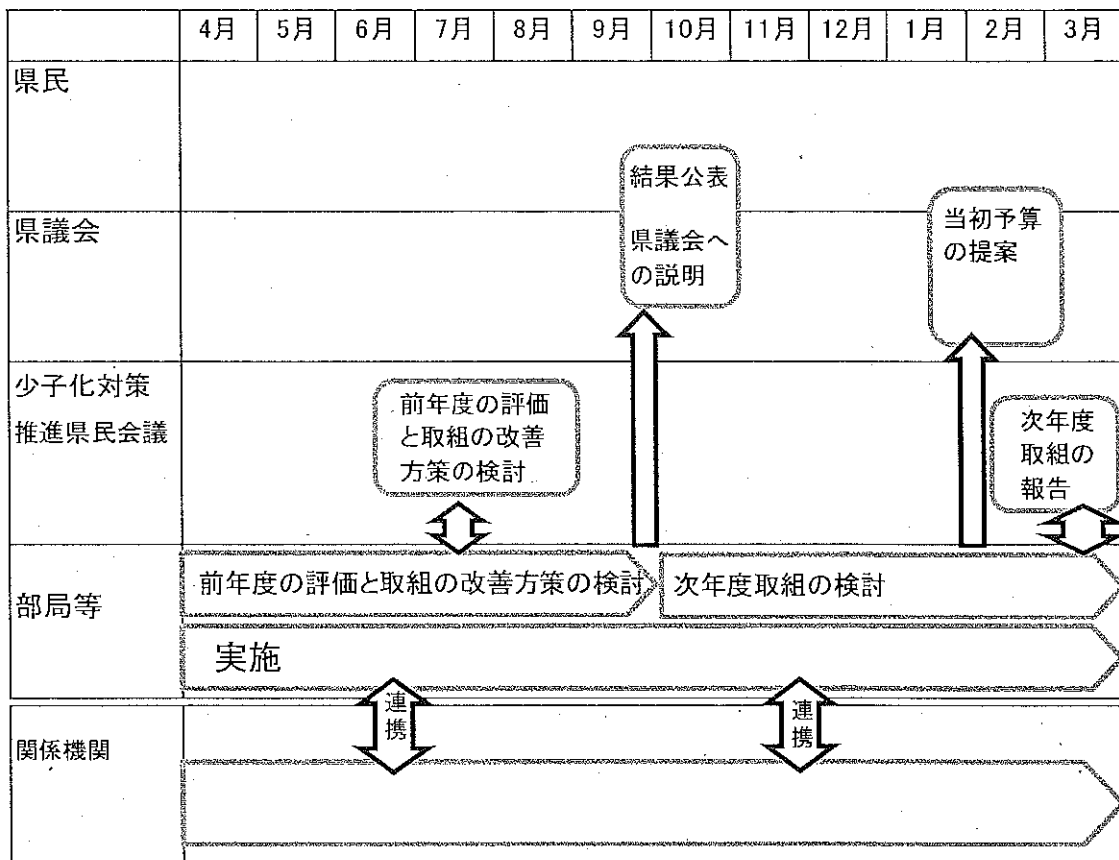 4月 5月 6月 7月 8月 9月 10月 11月 12月 1月 2月 3月
県民
結果公表
県議会へ
の説明
県議会
当初予算
の提案
少子化対策
推進県民会議
前年度の評価
と取組の改善
方策の検討
次年度
取組の
報告
部局等
前年度の評価と取組の改善方策の検討
次年度取組の検討
実施
連携
連携
関係機関